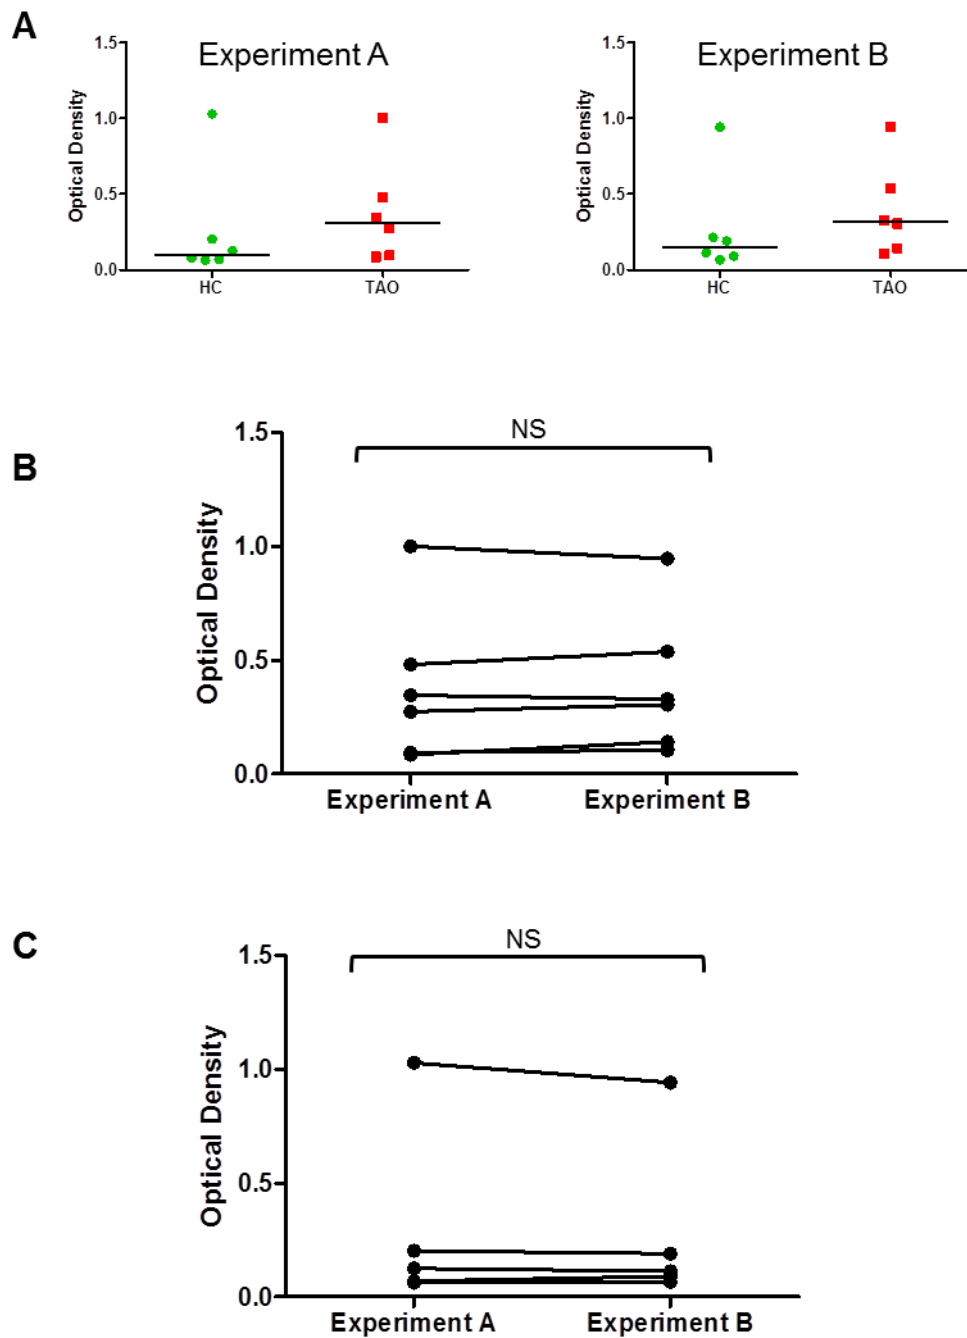 A
Experiment A
Experiment B
1.5
1.0
0.5
0.0
Optical Density
HC
TAO
1.5
1.0
0.5
0.0
Optical Density
HC
TAO
B
NS
1.5
1.0
0.5
0.0
Optical Density
Experiment A
Experiment B
C
NS
1.5
1.0
0.5
0.0
Optical Density
Experiment A
Experiment B